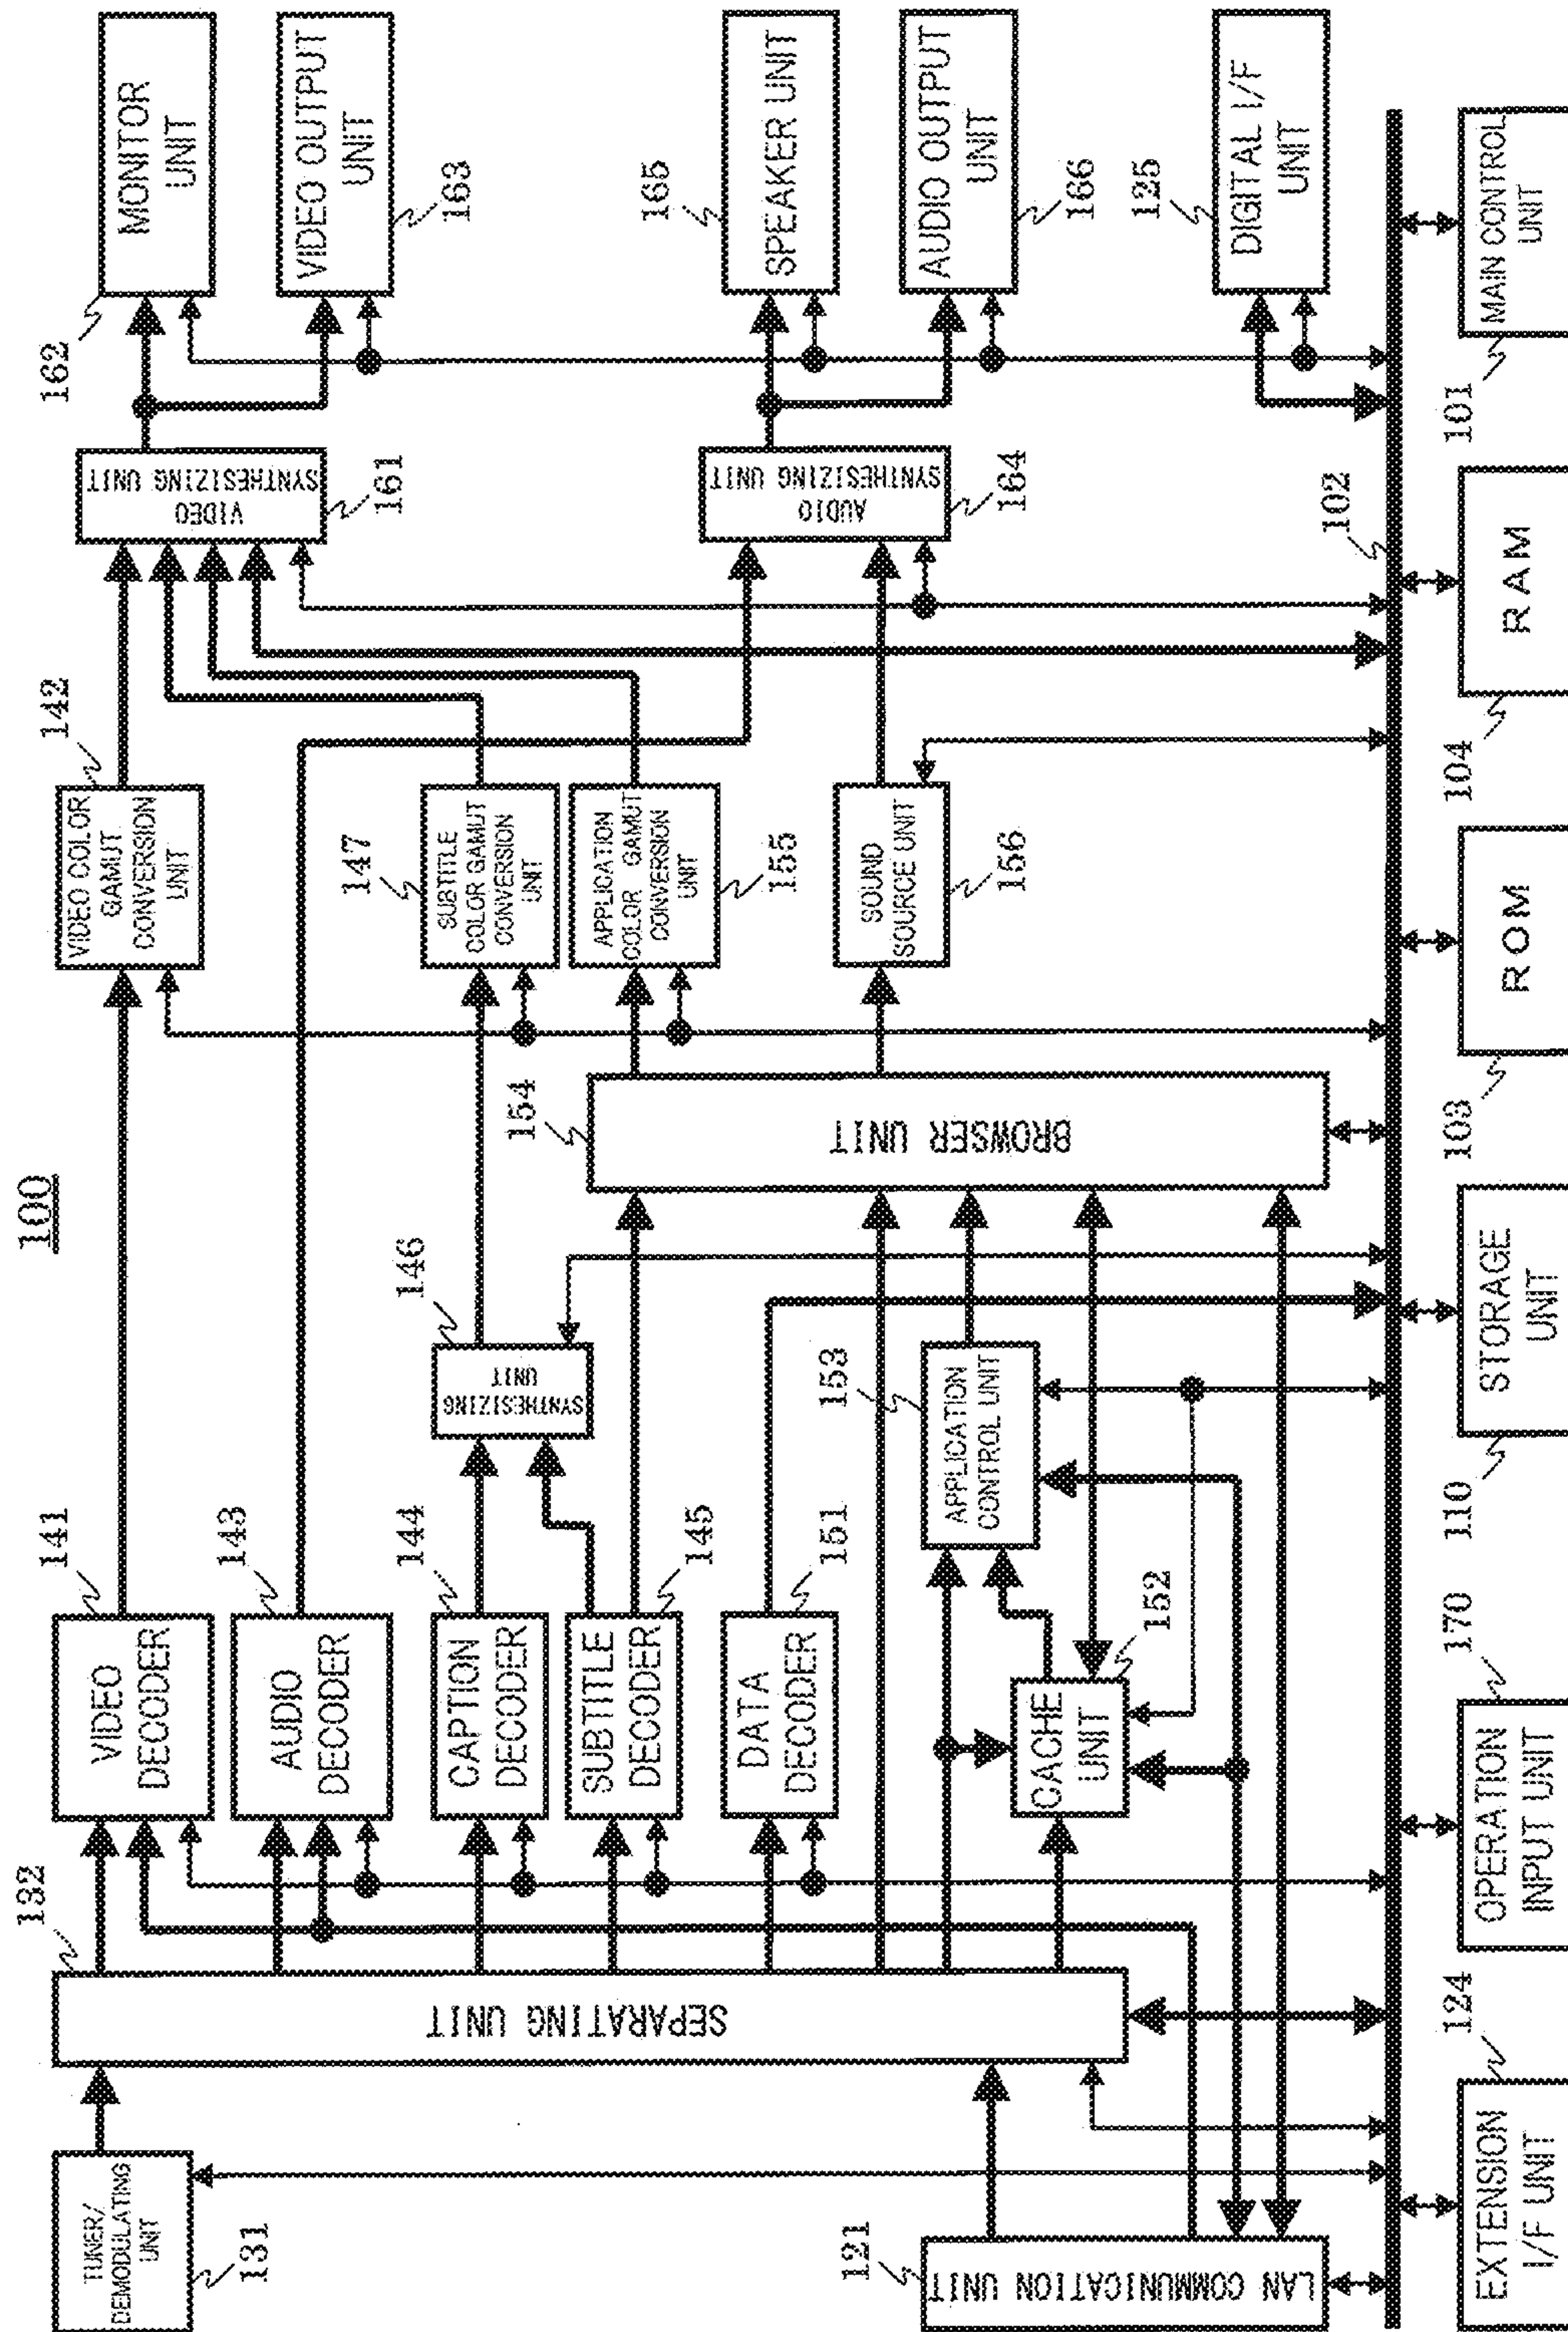 100
TUNER/
DEMODULATING
UNIT
131
132
SEPARATING UNIT
121
LAN COMMUNICATION UNIT
141
VIDEO
DECODER
143
AUDIO
DECODER
144
CAPTION
DECODER
145
SUBTITLE
DECODER
151
DATA
DECODER
152
CACHE
UNIT
153
APPLICATION
CONTROL UNIT
146
SYNTHESIZING
UNIT
154
BROWSER UNIT
142
VIDEO COLOR
GAMUT
CONVERSION
UNIT
147
SUBTITLE
COLOR GAMUT
CONVERSION
UNIT
APPLICATION
COLOR GAMUT
CONVERSION
UNIT
155
SOUND
SOURCE UNIT
156
VIDEO
SYNTHESIZING UNIT
161
AUDIO
SYNTHESIZING UNIT
164
162
MONITOR
UNIT
VIDEO OUTPUT
UNIT
163
165
SPEAKER UNIT
AUDIO OUTPUT
UNIT
166
125
DIGITAL I/F
UNIT
102
124
EXTENSION
I/F UNIT
170
OPERATION
INPUT UNIT
110
STORAGE
UNIT
103
ROM
104
RAM
101
MAIN CONTROL
UNIT